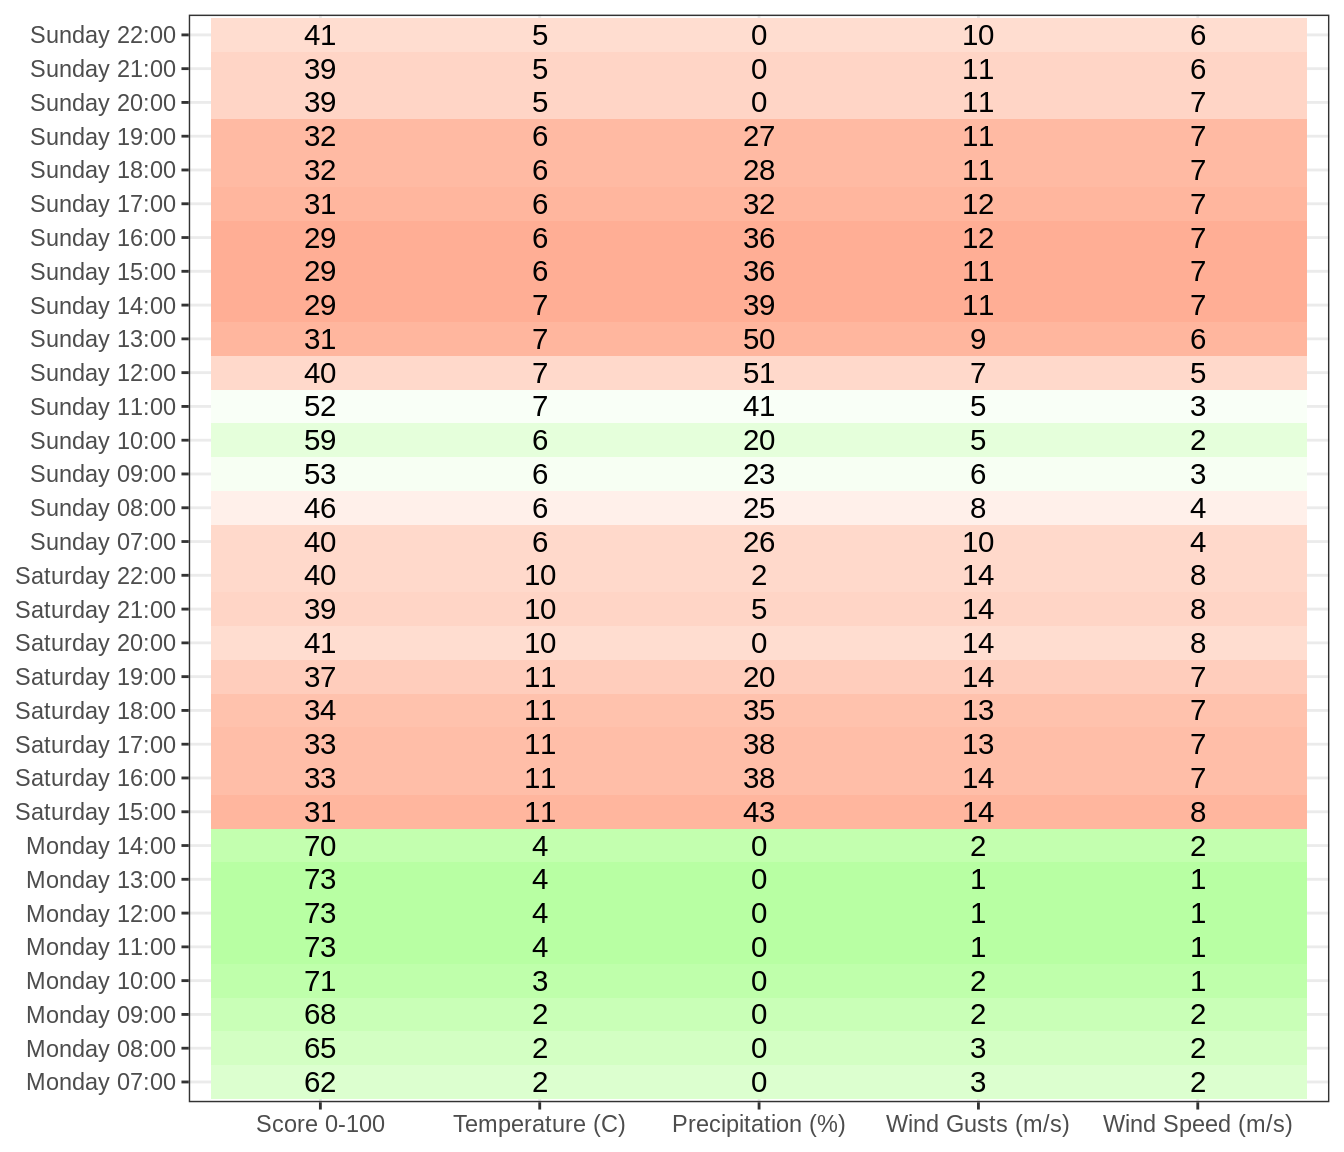 Sunday 22:00 41 5 0 10 6
Sunday 21:00 39 5 0 11 6
Sunday 20:00 39 5 0 11 7
Sunday 19:00 32 6 27 11 7
Sunday 18:00 32 6 28 11 7
Sunday 17:00 31 6 32 12 7
Sunday 16:00 29 6 36 12 7
Sunday 15:00 29 6 36 11 7
Sunday 14:00 29 7 39 11 7
Sunday 13:00 31 7 50 9 6
Sunday 12:00 40 7 51 7 5
Sunday 11:00 52 7 41 5 3
Sunday 10:00 59 6 20 5 2
Sunday 09:00 53 6 23 6 3
Sunday 08:00 46 6 25 8 4
Sunday 07:00 40 6 26 10 4
Saturday 22:00 40 10 2 14 8
Saturday 21:00 39 10 5 14 8
Saturday 20:00 41 10 0 14 8
Saturday 19:00 37 11 20 14 7
Saturday 18:00 34 11 35 13 7
Saturday 17:00 33 11 38 13 7
Saturday 16:00 33 11 38 14 7
Saturday 15:00 31 11 43 14 8
Monday 14:00 70 4 0 2 2
Monday 13:00 73 4 0 1 1
Monday 12:00 73 4 0 1 1
Monday 11:00 73 4 0 1 1
Monday 10:00 71 3 0 2 1
Monday 09:00 68 2 0 2 2
Monday 08:00 65 2 0 3 2
Monday 07:00 62 2 0 3 2
Score 0-100 Temperature (C) Precipitation (%) Wind Gusts (m/s) Wind Speed (m/s)